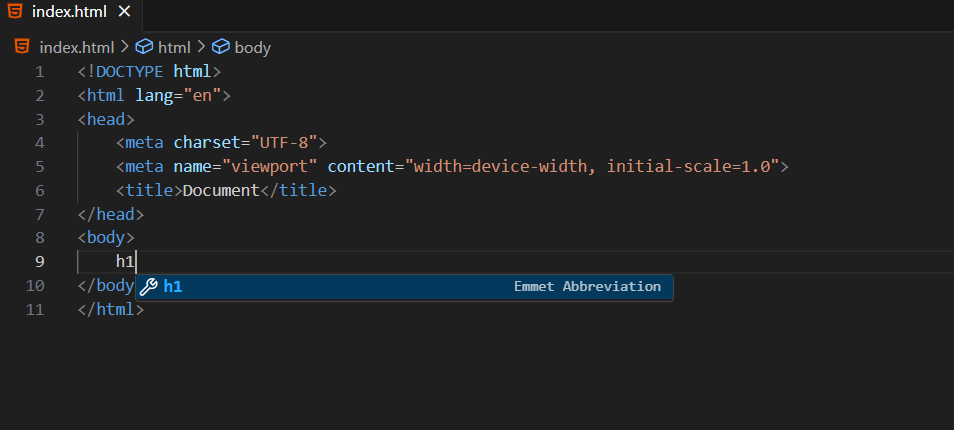 index.html ×
index.html > html > body
1 <!DOCTYPE html>
2 <html lang="en">
3 <head>
4     <meta charset="UTF-8">
5     <meta name="viewport" content="width=device-width, initial-scale=1.0">
6     <title>Document</title>
7 </head>
8 <body>
9     h1
h1 Emmet Abbreviation
10 </body
11 </html>